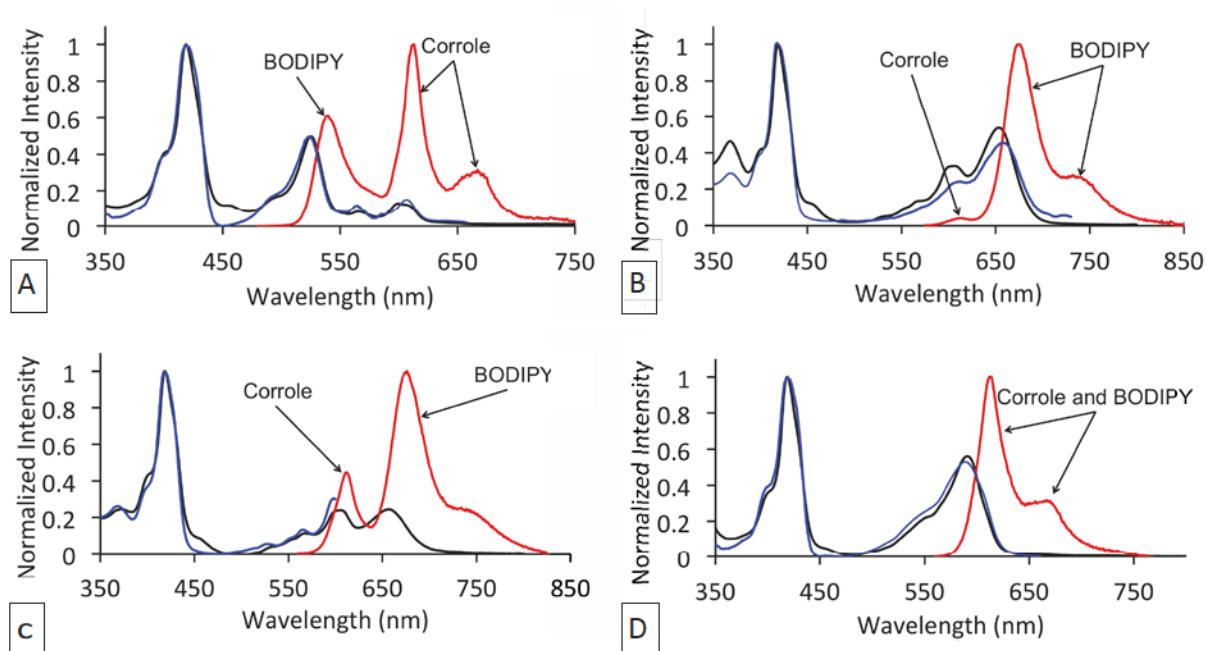 Normalized Intensity
1
0.8
0.6
0.4
0.2
0
350 450 550 650 750
Wavelength (nm)
BODIPY
Corrole
A
Normalized Intensity
1
0.8
0.6
0.4
0.2
0
350 450 550 650 750 850
Wavelength (nm)
Corrole
BODIPY
B
Normalized Intensity
1
0.8
0.6
0.4
0.2
0
350 450 550 650 750 850
Wavelength (nm)
Corrole
BODIPY
C
Normalized Intensity
1
0.8
0.6
0.4
0.2
0
350 450 550 650 750
Wavelength (nm)
Corrole and BODIPY
D